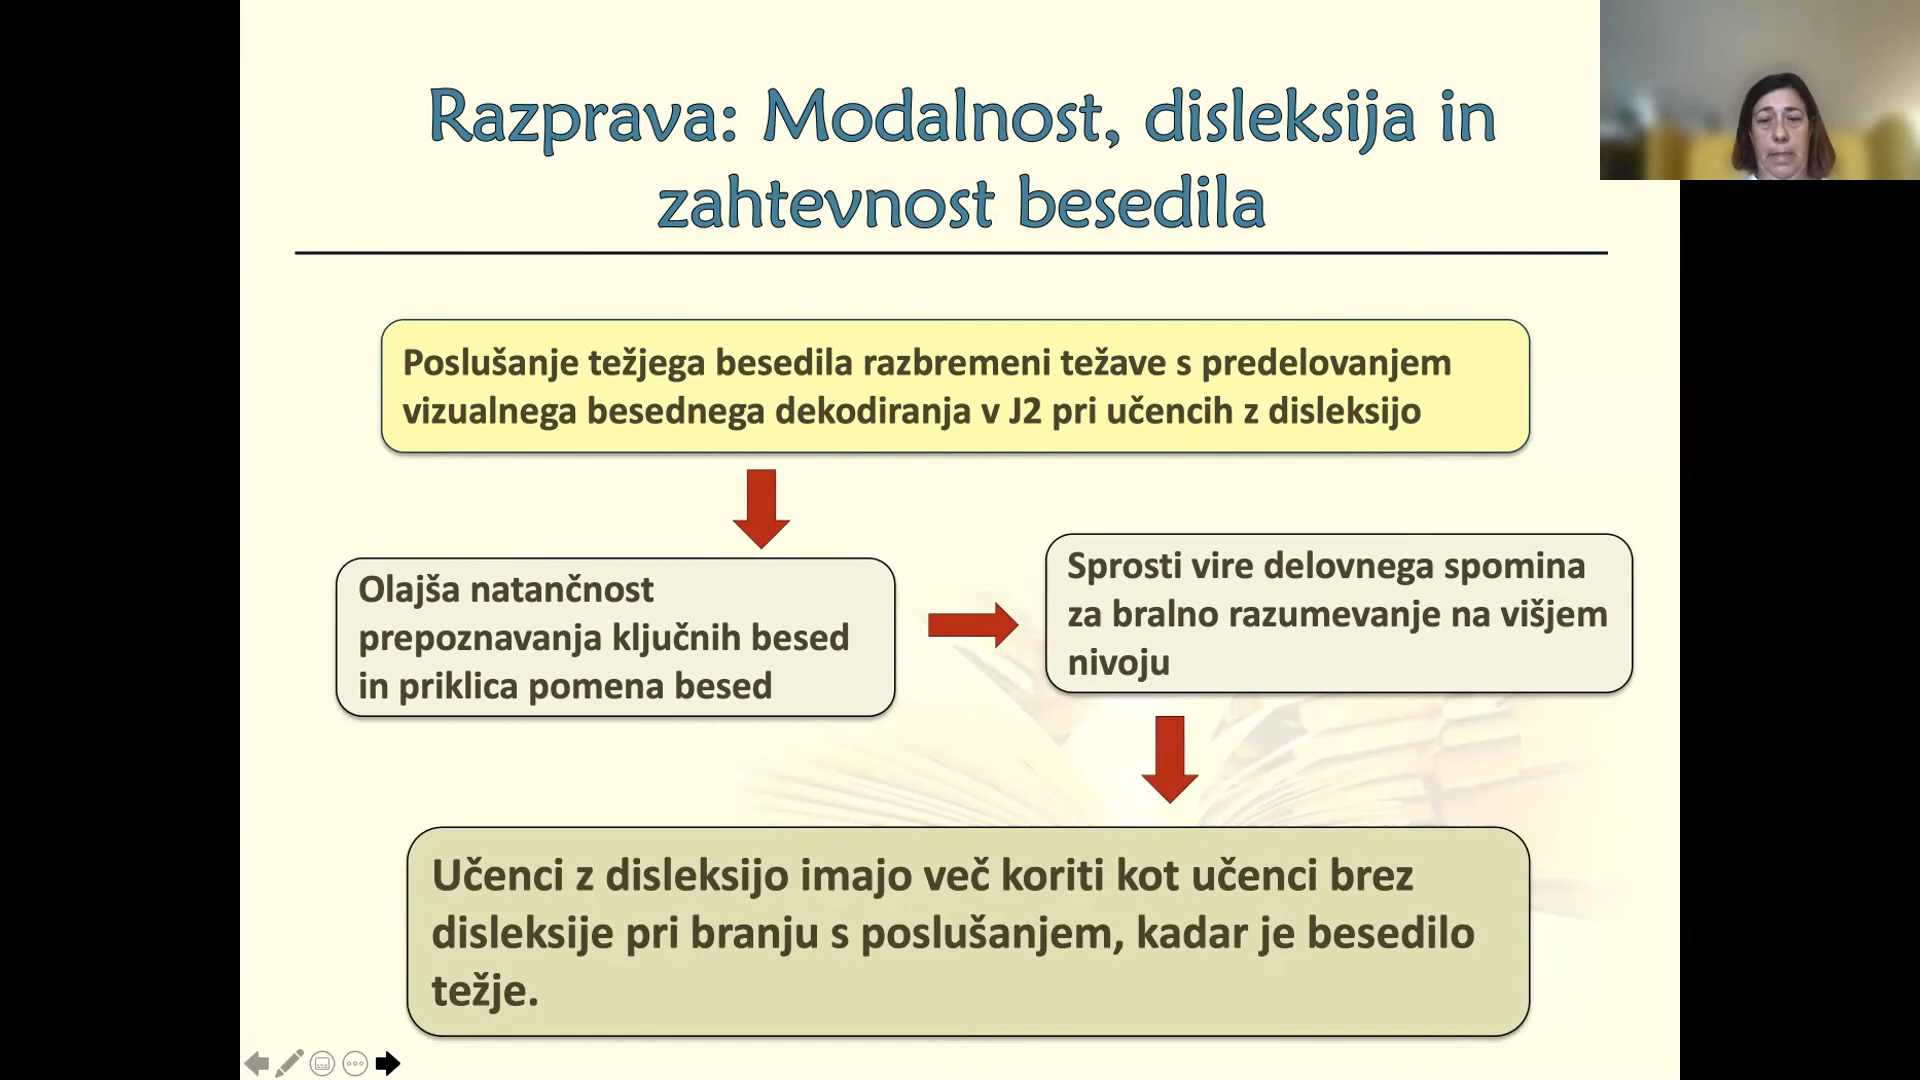 Razprava: Modalnost, disleksija in
zahtevnost besedila
Poslušanje težjega besedila razbremeni težave s predelovanjem
vizualnega besednega dekodiranja v J2 pri učencih z disleksijo
Olajša natančnost
prepoznavanja ključnih besed
in priklica pomena besed
Sprosti vire delovnega spomina
za bralno razumevanje na višjem
nivoju
Učenci z disleksijo imajo več koriti kot učenci brez
disleksije pri branju s poslušanjem, kadar je besedilo
težje.